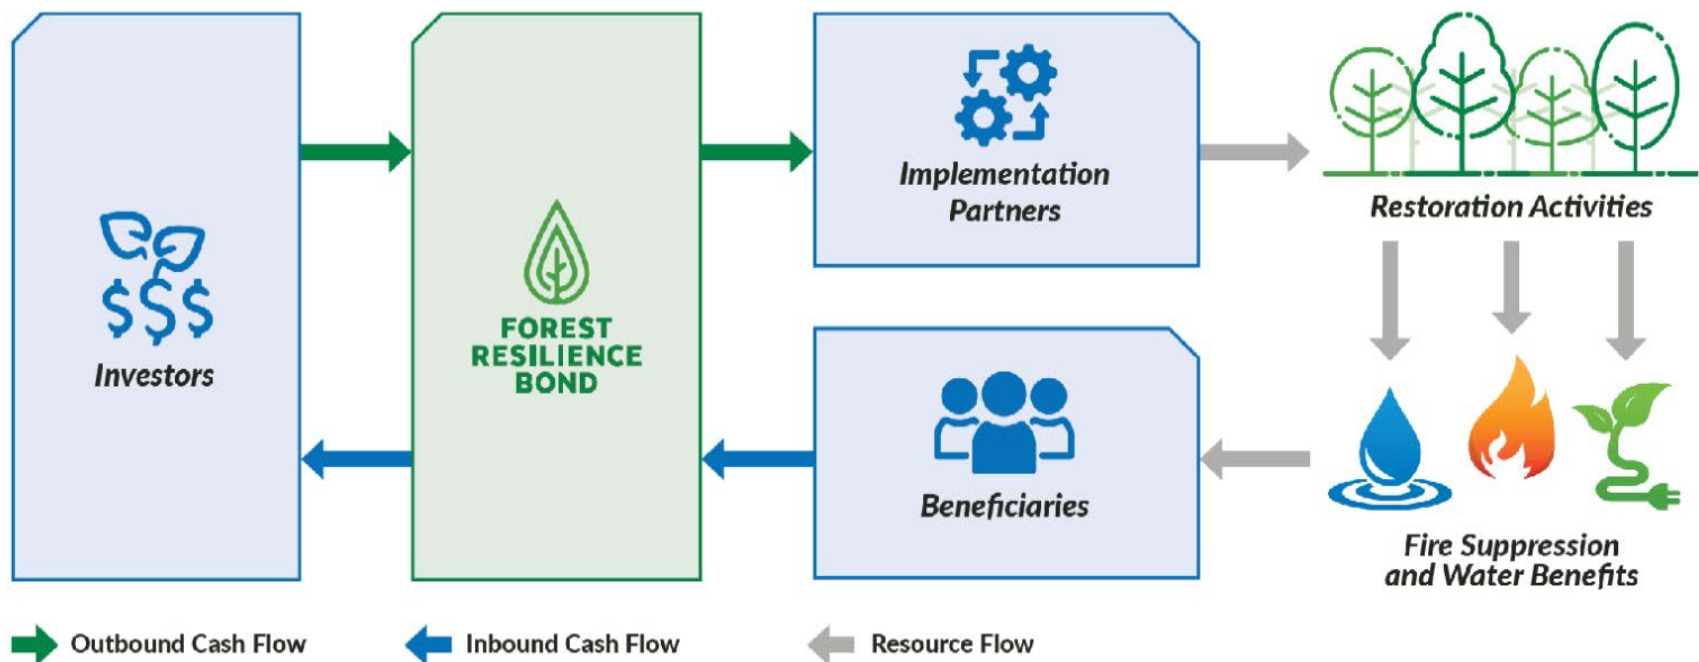 Investors
FOREST
RESILIENCE
BOND
Implementation
Partners
Restoration Activities
Beneficiaries
Fire Suppression
and Water Benefits
Outbound Cash Flow
Inbound Cash Flow
Resource Flow